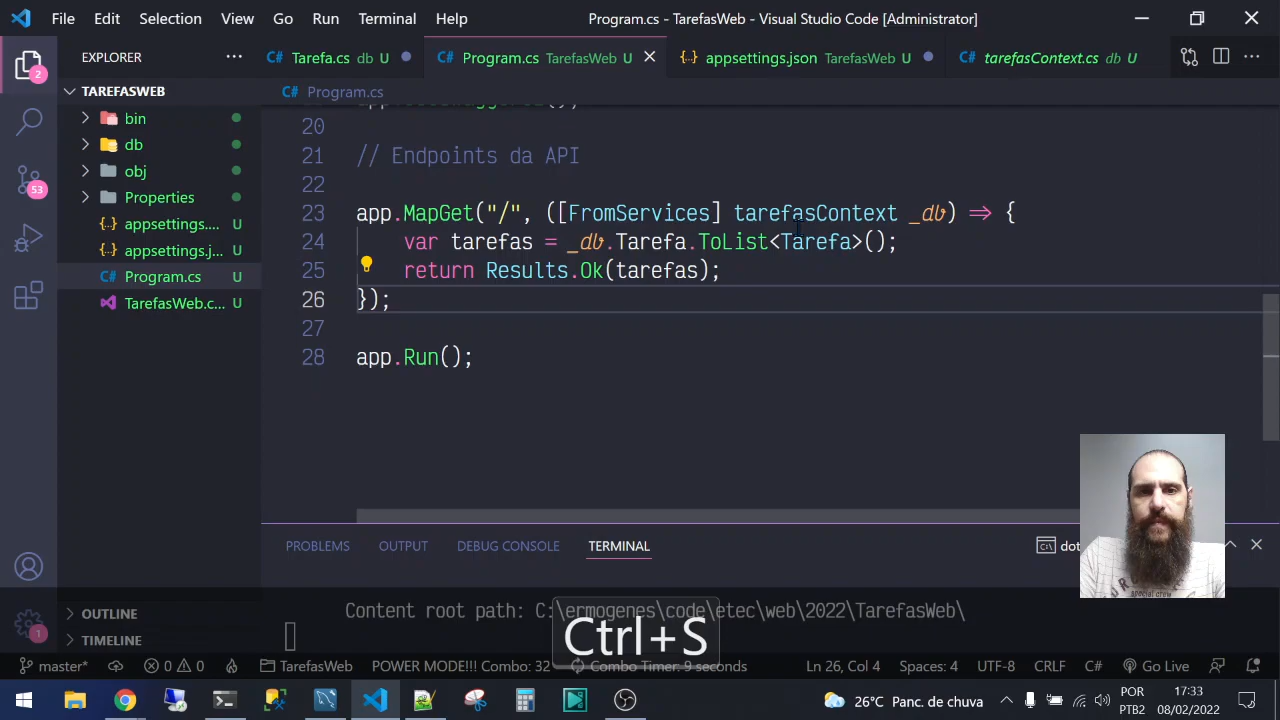 File Edit Selection View Go Run Terminal Help
Program.cs - TarefasWeb - Visual Studio Code [Administrator]
2
EXPLORER
Tarefa.cs db U
Program.cs TarefasWeb U
appsettings.json TarefasWeb U
tarefasContext.cs db U
TAREFASWEB
Program.cs
bin
db
obj
Properties
appsettings.... U
appsettings.j... U
Program.cs U
TarefasWeb.c... U
53
20
21 // Endpoints da API
22
23 app.MapGet("/", ([FromServices] tarefasContext _db) => {
24 var tarefas = _db.Tarefa.ToList<Tarefa>();
25 return Results.Ok(tarefas);
26 });
27
28 app.Run();
PROBLEMS OUTPUT DEBUG CONSOLE TERMINAL
dot
Content root path: C:\ermogenes\code\etec\web\2022\TarefasWeb\
OUTLINE
TIMELINE
1
Ctrl+S
master* 0 0 TarefasWeb POWER MODE!! Combo: 32 Combo Timer: 9 seconds Ln 26, Col 4 Spaces: 4 UTF-8 CRLF C# Go Live
26°C Panc. de chuva
POR
PTB2
17:33
08/02/2022